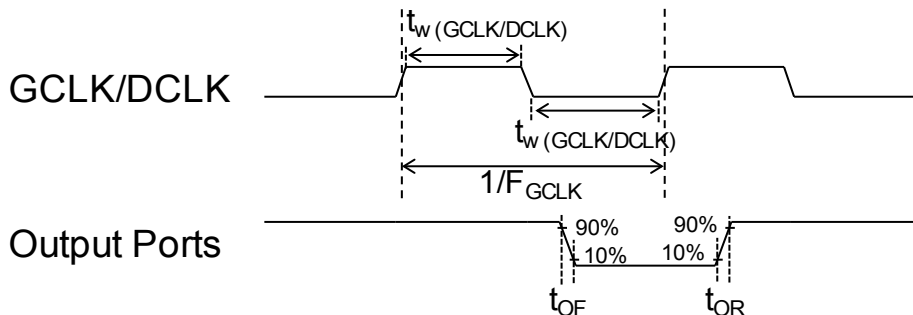 tw (GCLK/DCLK)
GCLK/DCLK
tw (GCLK/DCLK)
1/FGCLK
Output Ports
90%
90%
10%
10%
tOF
tOR